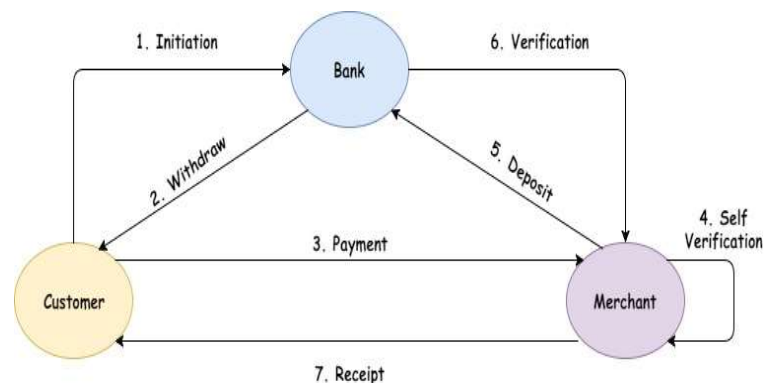 1. Initiation
6. Verification
Bank
2. Withdraw
5. Deposit
3. Payment
4. Self
Verification
Customer
Merchant
7. Receipt